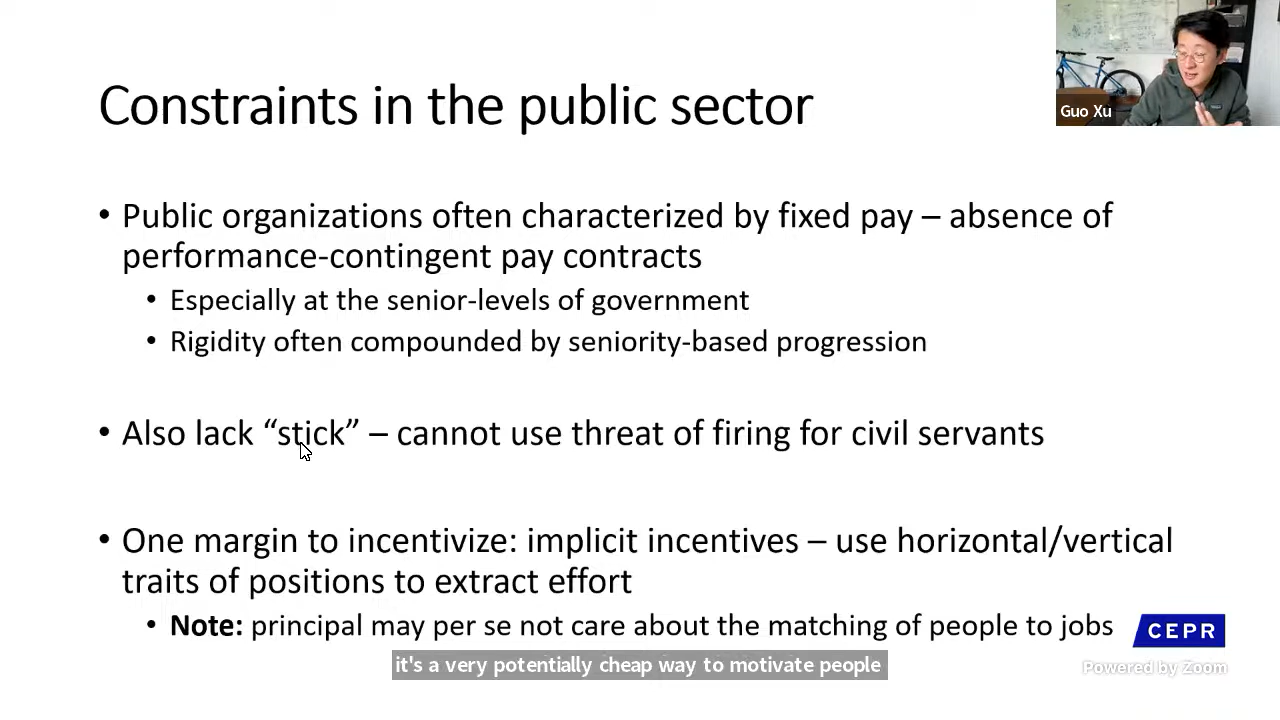 Constraints in the public sector
Guo Xu
• Public organizations often characterized by fixed pay – absence of
performance-contingent pay contracts
• Especially at the senior-levels of government
• Rigidity often compounded by seniority-based progression
• Also lack “stick” – cannot use threat of firing for civil servants
• One margin to incentivize: implicit incentives – use horizontal/vertical
traits of positions to extract effort
• Note: principal may per se not care about the matching of people to jobs
CEPR
it's a very potentially cheap way to motivate people
Powered by Zoom